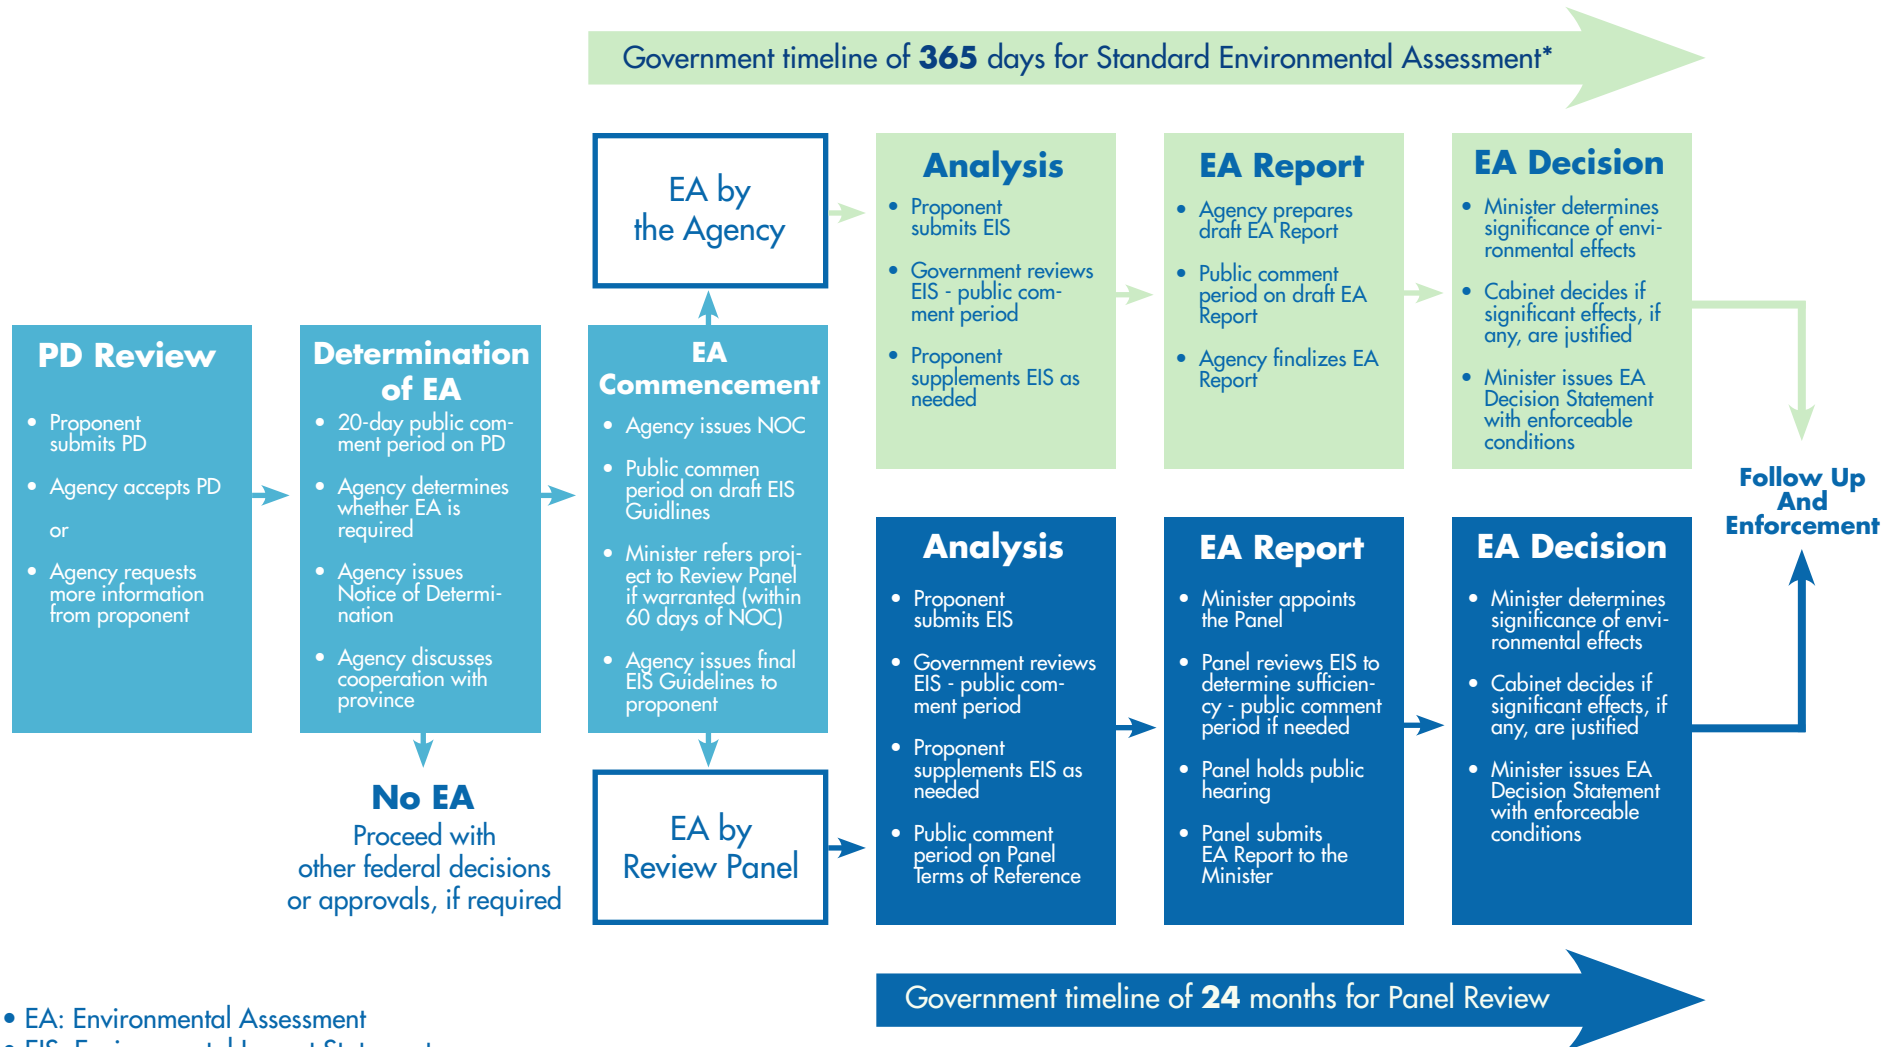 Government timeline of 365 days for Standard Environmental Assessment*
EA by
the Agency
Analysis
• Proponent
submits EIS
• Government reviews
EIS - public com-
ment period
• Proponent
supplements EIS as
needed
EA Report
• Agency prepares
draft EA Report
• Public comment
period on draft EA
Report
• Agency finalizes EA
Report
EA Decision
• Minister determines
significance of envi-
ronmental effects
• Cabinet decides if
significant effects, if
any, are justified
• Minister issues EA
Decision Statement
with enforceable
conditions
PD Review
• Proponent
submits PD
• Agency accepts PD
or
• Agency requests
more information
from proponent
Determination
of EA
• 20-day public com-
ment period on PD
• Agency determines
whether EA is
required
• Agency issues
Notice of Determi-
nation
• Agency discusses
cooperation with
province
EA
Commencement
• Agency issues NOC
• Public commen
period on draft EIS
Guidlines
• Minister refers proj-
ect to Review Panel
if warranted (within
60 days of NOC)
• Agency issues final
EIS Guidelines to
proponent
Follow Up
And
Enforcement
No EA
Proceed with
other federal decisions
or approvals, if required
EA by
Review Panel
Analysis
• Proponent
submits EIS
• Government reviews
EIS - public com-
ment period
• Proponent
supplements EIS as
needed
• Public comment
period on Panel
Terms of Reference
EA Report
• Minister appoints
the Panel
• Panel reviews EIS to
determine sufficien-
cy - public comment
period if needed
• Panel holds public
hearing
• Panel submits
EA Report to the
Minister
EA Decision
• Minister determines
significance of envi-
ronmental effects
• Cabinet decides if
significant effects, if
any, are justified
• Minister issues EA
Decision Statement
with enforceable
conditions
Government timeline of 24 months for Panel Review
• EA: Environmental Assessment
• EIS: Environmental Impact Statement